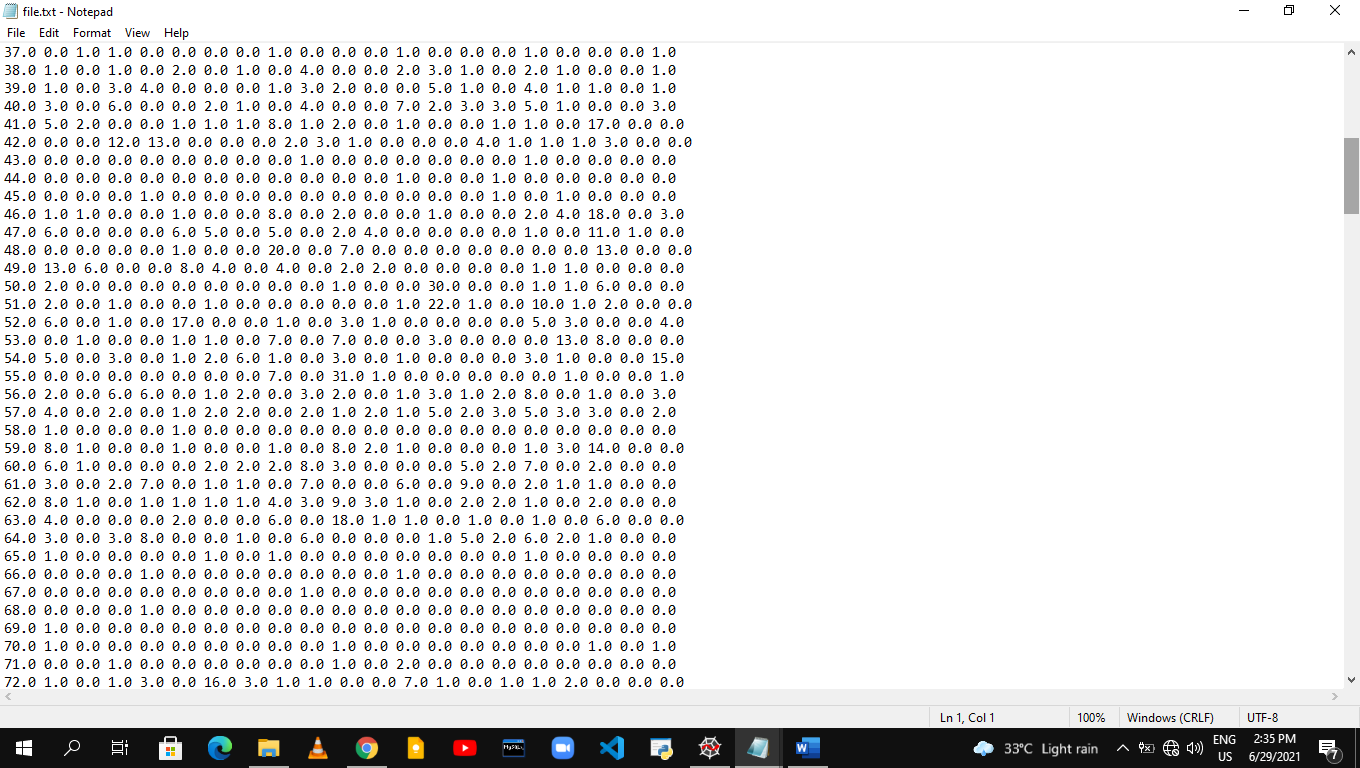 file.txt - Notepad
File Edit Format View Help
37.0 0.0 1.0 1.0 0.0 0.0 0.0 0.0 1.0 0.0 0.0 0.0 1.0 0.0 0.0 0.0 1.0 0.0 0.0 0.0 1.0
38.0 1.0 0.0 1.0 0.0 2.0 0.0 1.0 0.0 4.0 0.0 0.0 2.0 3.0 1.0 0.0 2.0 1.0 0.0 0.0 1.0
39.0 1.0 0.0 3.0 4.0 0.0 0.0 0.0 1.0 3.0 2.0 0.0 0.0 5.0 1.0 0.0 4.0 1.0 1.0 0.0 1.0
40.0 3.0 0.0 6.0 0.0 0.0 2.0 1.0 0.0 4.0 0.0 0.0 7.0 2.0 3.0 3.0 5.0 1.0 0.0 0.0 3.0
41.0 5.0 2.0 0.0 0.0 1.0 1.0 1.0 8.0 1.0 2.0 0.0 1.0 0.0 0.0 1.0 1.0 0.0 17.0 0.0 0.0
42.0 0.0 0.0 12.0 13.0 0.0 0.0 0.0 2.0 3.0 1.0 0.0 0.0 0.0 4.0 1.0 1.0 1.0 3.0 0.0 0.0
43.0 0.0 0.0 0.0 0.0 0.0 0.0 0.0 0.0 1.0 0.0 0.0 0.0 0.0 0.0 0.0 1.0 0.0 0.0 0.0 0.0
44.0 0.0 0.0 0.0 0.0 0.0 0.0 0.0 0.0 0.0 0.0 0.0 1.0 0.0 0.0 1.0 0.0 0.0 0.0 0.0 0.0
45.0 0.0 0.0 0.0 1.0 0.0 0.0 0.0 0.0 0.0 0.0 0.0 0.0 0.0 0.0 1.0 0.0 1.0 0.0 0.0 0.0
46.0 1.0 1.0 0.0 0.0 1.0 0.0 0.0 8.0 0.0 2.0 0.0 0.0 1.0 0.0 0.0 2.0 4.0 18.0 0.0 3.0
47.0 6.0 0.0 0.0 0.0 6.0 5.0 0.0 5.0 0.0 2.0 4.0 0.0 0.0 0.0 0.0 1.0 0.0 11.0 1.0 0.0
48.0 0.0 0.0 0.0 0.0 1.0 0.0 0.0 20.0 0.0 7.0 0.0 0.0 0.0 0.0 0.0 0.0 0.0 13.0 0.0 0.0
49.0 13.0 6.0 0.0 0.0 8.0 4.0 0.0 4.0 0.0 2.0 2.0 0.0 0.0 0.0 0.0 1.0 1.0 0.0 0.0 0.0
50.0 2.0 0.0 0.0 0.0 0.0 0.0 0.0 0.0 0.0 1.0 0.0 0.0 30.0 0.0 0.0 1.0 1.0 6.0 0.0 0.0
51.0 2.0 0.0 1.0 0.0 0.0 1.0 0.0 0.0 0.0 0.0 0.0 1.0 22.0 1.0 0.0 10.0 1.0 2.0 0.0 0.0
52.0 6.0 0.0 1.0 0.0 17.0 0.0 0.0 1.0 0.0 3.0 1.0 0.0 0.0 0.0 0.0 5.0 3.0 0.0 0.0 4.0
53.0 0.0 1.0 0.0 0.0 1.0 1.0 0.0 7.0 0.0 7.0 0.0 0.0 3.0 0.0 0.0 0.0 13.0 8.0 0.0 0.0
54.0 5.0 0.0 3.0 0.0 1.0 2.0 6.0 1.0 0.0 3.0 0.0 1.0 0.0 0.0 0.0 3.0 1.0 0.0 0.0 15.0
55.0 0.0 0.0 0.0 0.0 0.0 0.0 0.0 7.0 0.0 31.0 1.0 0.0 0.0 0.0 0.0 0.0 1.0 0.0 0.0 1.0
56.0 2.0 0.0 6.0 6.0 0.0 1.0 2.0 0.0 3.0 2.0 0.0 1.0 3.0 1.0 2.0 8.0 0.0 1.0 0.0 3.0
57.0 4.0 0.0 2.0 0.0 1.0 2.0 2.0 0.0 2.0 1.0 2.0 1.0 5.0 2.0 3.0 5.0 3.0 3.0 0.0 2.0
58.0 1.0 0.0 0.0 0.0 0.0 0.0 0.0 0.0 0.0 0.0 0.0 0.0 0.0 0.0 0.0 0.0 0.0 0.0 0.0 0.0
59.0 8.0 1.0 0.0 0.0 1.0 0.0 0.0 1.0 0.0 8.0 2.0 1.0 0.0 0.0 0.0 1.0 3.0 14.0 0.0 0.0
60.0 6.0 1.0 0.0 0.0 0.0 2.0 2.0 2.0 8.0 3.0 0.0 0.0 0.0 5.0 2.0 7.0 0.0 2.0 0.0 0.0
61.0 3.0 0.0 2.0 7.0 0.0 1.0 1.0 0.0 7.0 0.0 0.0 6.0 0.0 9.0 0.0 2.0 1.0 1.0 0.0 0.0
62.0 8.0 1.0 0.0 1.0 1.0 1.0 1.0 4.0 3.0 9.0 3.0 1.0 0.0 2.0 2.0 1.0 0.0 2.0 0.0 0.0
63.0 4.0 0.0 0.0 0.0 2.0 0.0 0.0 6.0 0.0 18.0 1.0 1.0 0.0 1.0 0.0 1.0 0.0 6.0 0.0 0.0
64.0 3.0 0.0 3.0 8.0 0.0 0.0 1.0 0.0 6.0 0.0 0.0 0.0 1.0 5.0 2.0 6.0 2.0 1.0 0.0 0.0
65.0 1.0 0.0 0.0 0.0 0.0 1.0 0.0 1.0 0.0 0.0 0.0 0.0 0.0 0.0 0.0 1.0 0.0 0.0 0.0 0.0
66.0 0.0 0.0 0.0 1.0 0.0 0.0 0.0 0.0 0.0 0.0 0.0 1.0 0.0 0.0 0.0 0.0 0.0 0.0 0.0 0.0
67.0 0.0 0.0 0.0 0.0 0.0 0.0 0.0 0.0 1.0 0.0 0.0 0.0 0.0 0.0 0.0 0.0 0.0 0.0 0.0 0.0
68.0 0.0 0.0 0.0 1.0 0.0 0.0 0.0 0.0 0.0 0.0 0.0 0.0 0.0 0.0 0.0 0.0 0.0 0.0 0.0 0.0
69.0 1.0 0.0 0.0 0.0 0.0 0.0 0.0 0.0 0.0 0.0 0.0 0.0 0.0 0.0 0.0 0.0 0.0 0.0 0.0 0.0
70.0 1.0 0.0 0.0 0.0 0.0 0.0 0.0 0.0 0.0 1.0 0.0 0.0 0.0 0.0 0.0 0.0 0.0 1.0 0.0 1.0
71.0 0.0 0.0 1.0 0.0 0.0 0.0 0.0 0.0 0.0 1.0 0.0 2.0 0.0 0.0 0.0 0.0 0.0 0.0 0.0 0.0
72.0 1.0 0.0 1.0 3.0 0.0 16.0 3.0 1.0 1.0 0.0 0.0 7.0 1.0 0.0 1.0 1.0 2.0 0.0 0.0 0.0
Ln 1, Col 1 100% Windows (CRLF) UTF-8
MySQL
W
33°C Light rain
ENG
US
2:35 PM
6/29/2021
7